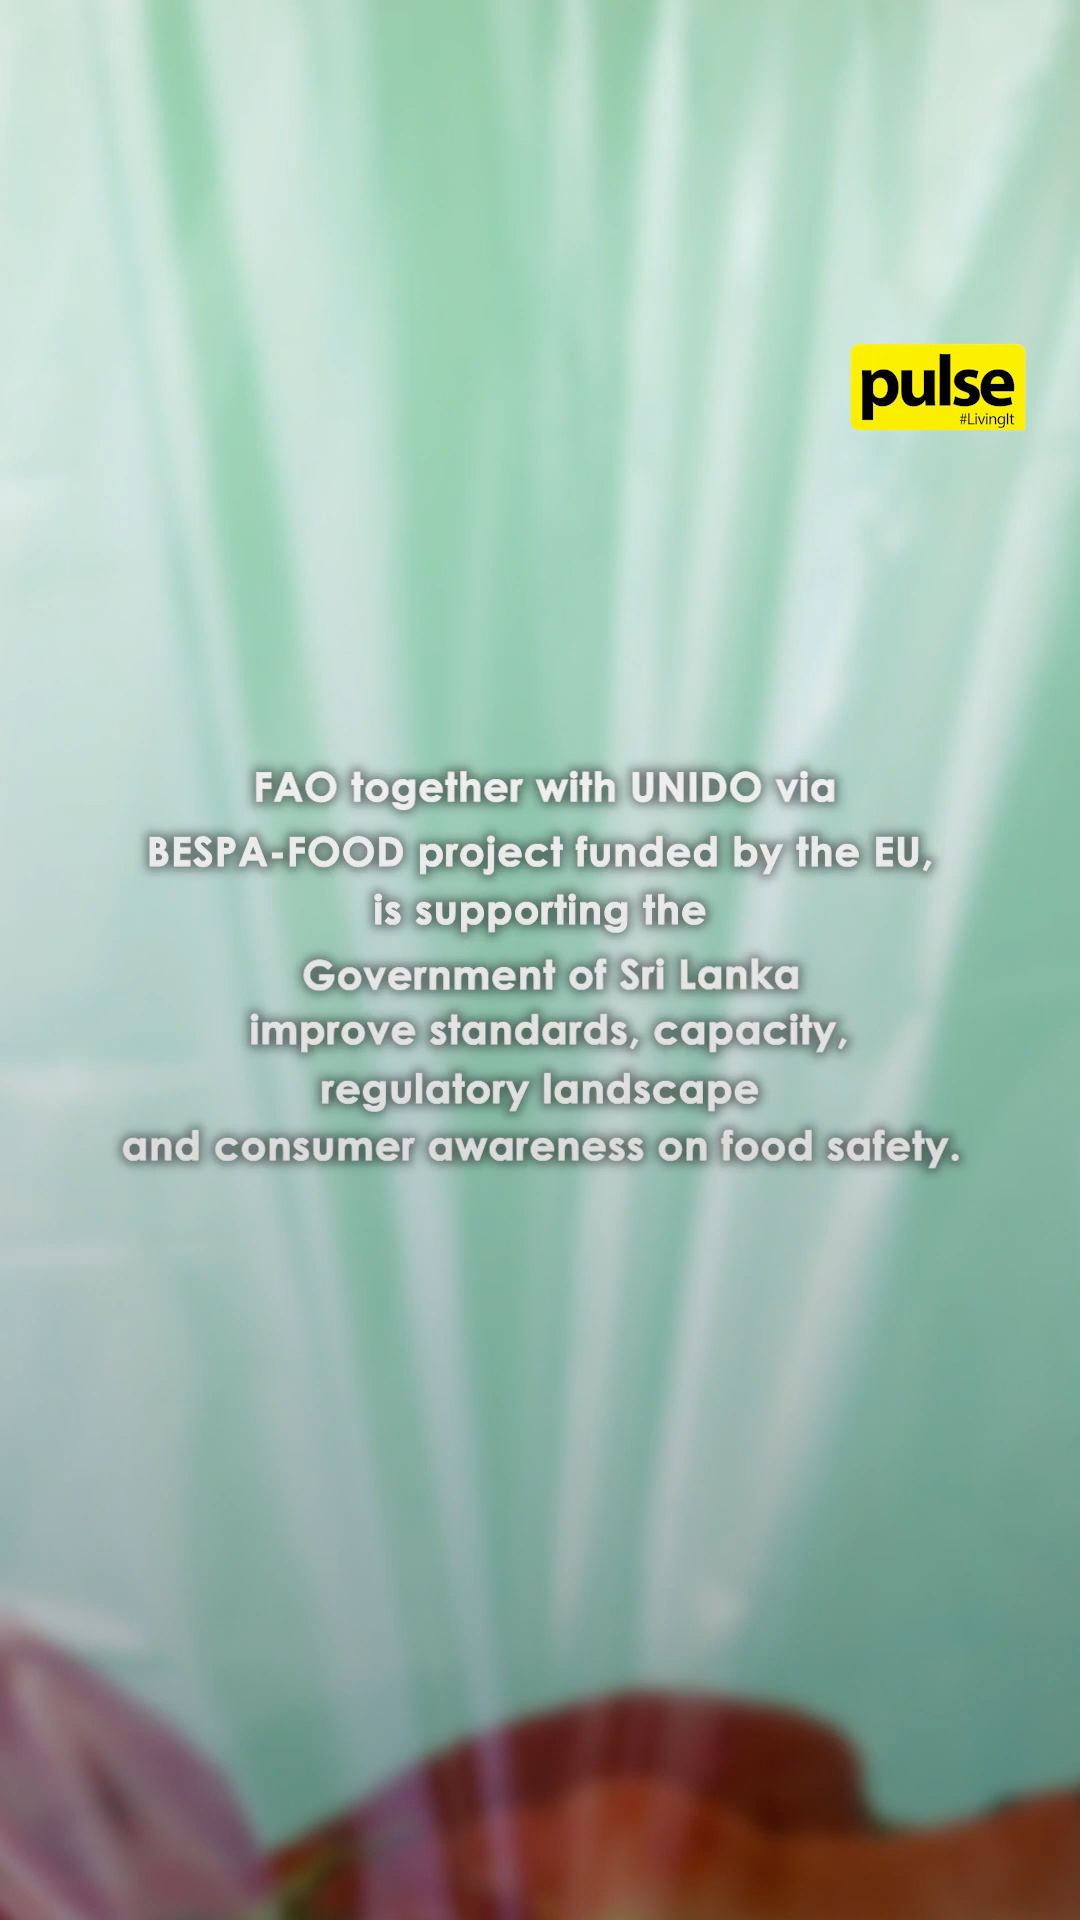 pulse
#LivingIt
FAO together with UNIDO via
BESPA-FOOD project funded by the EU,
is supporting the
Government of Sri Lanka
improve standards, capacity,
regulatory landscape
and consumer awareness on food safety.